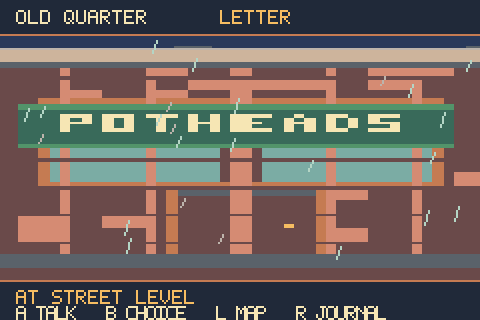 OLD QUARTER LETTER
POTHEADS
AT STREET LEVEL
A TALK B CHOICE L MAP R JOURNAL